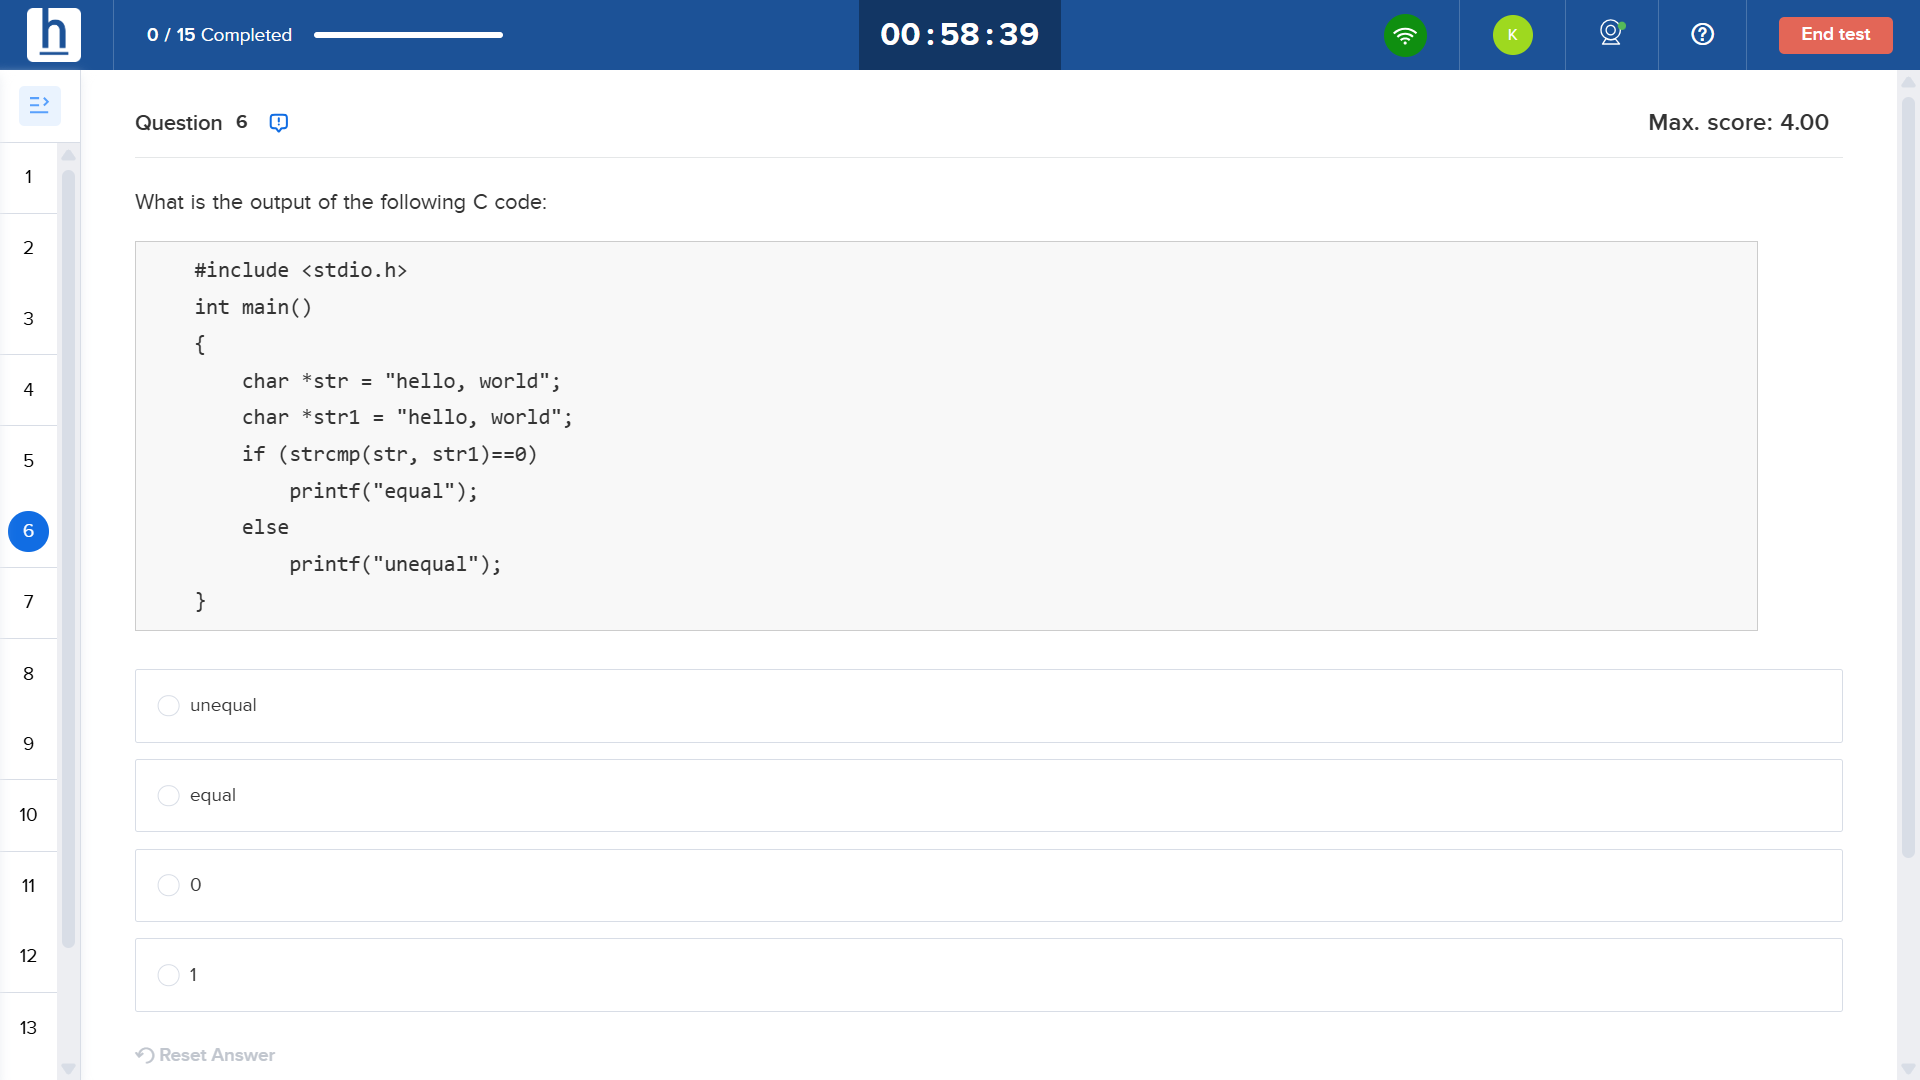 h
0 / 15 Completed
00:58:39
K
End test
Question 6
Max. score: 4.00
1
2
3
4
5
6
7
8
9
10
11
12
13
What is the output of the following C code:
#include <stdio.h>
int main()
{
    char *str = "hello, world";
    char *str1 = "hello, world";
    if (strcmp(str, str1)==0)
        printf("equal");
    else
        printf("unequal");
}
unequal
equal
0
1
Reset Answer